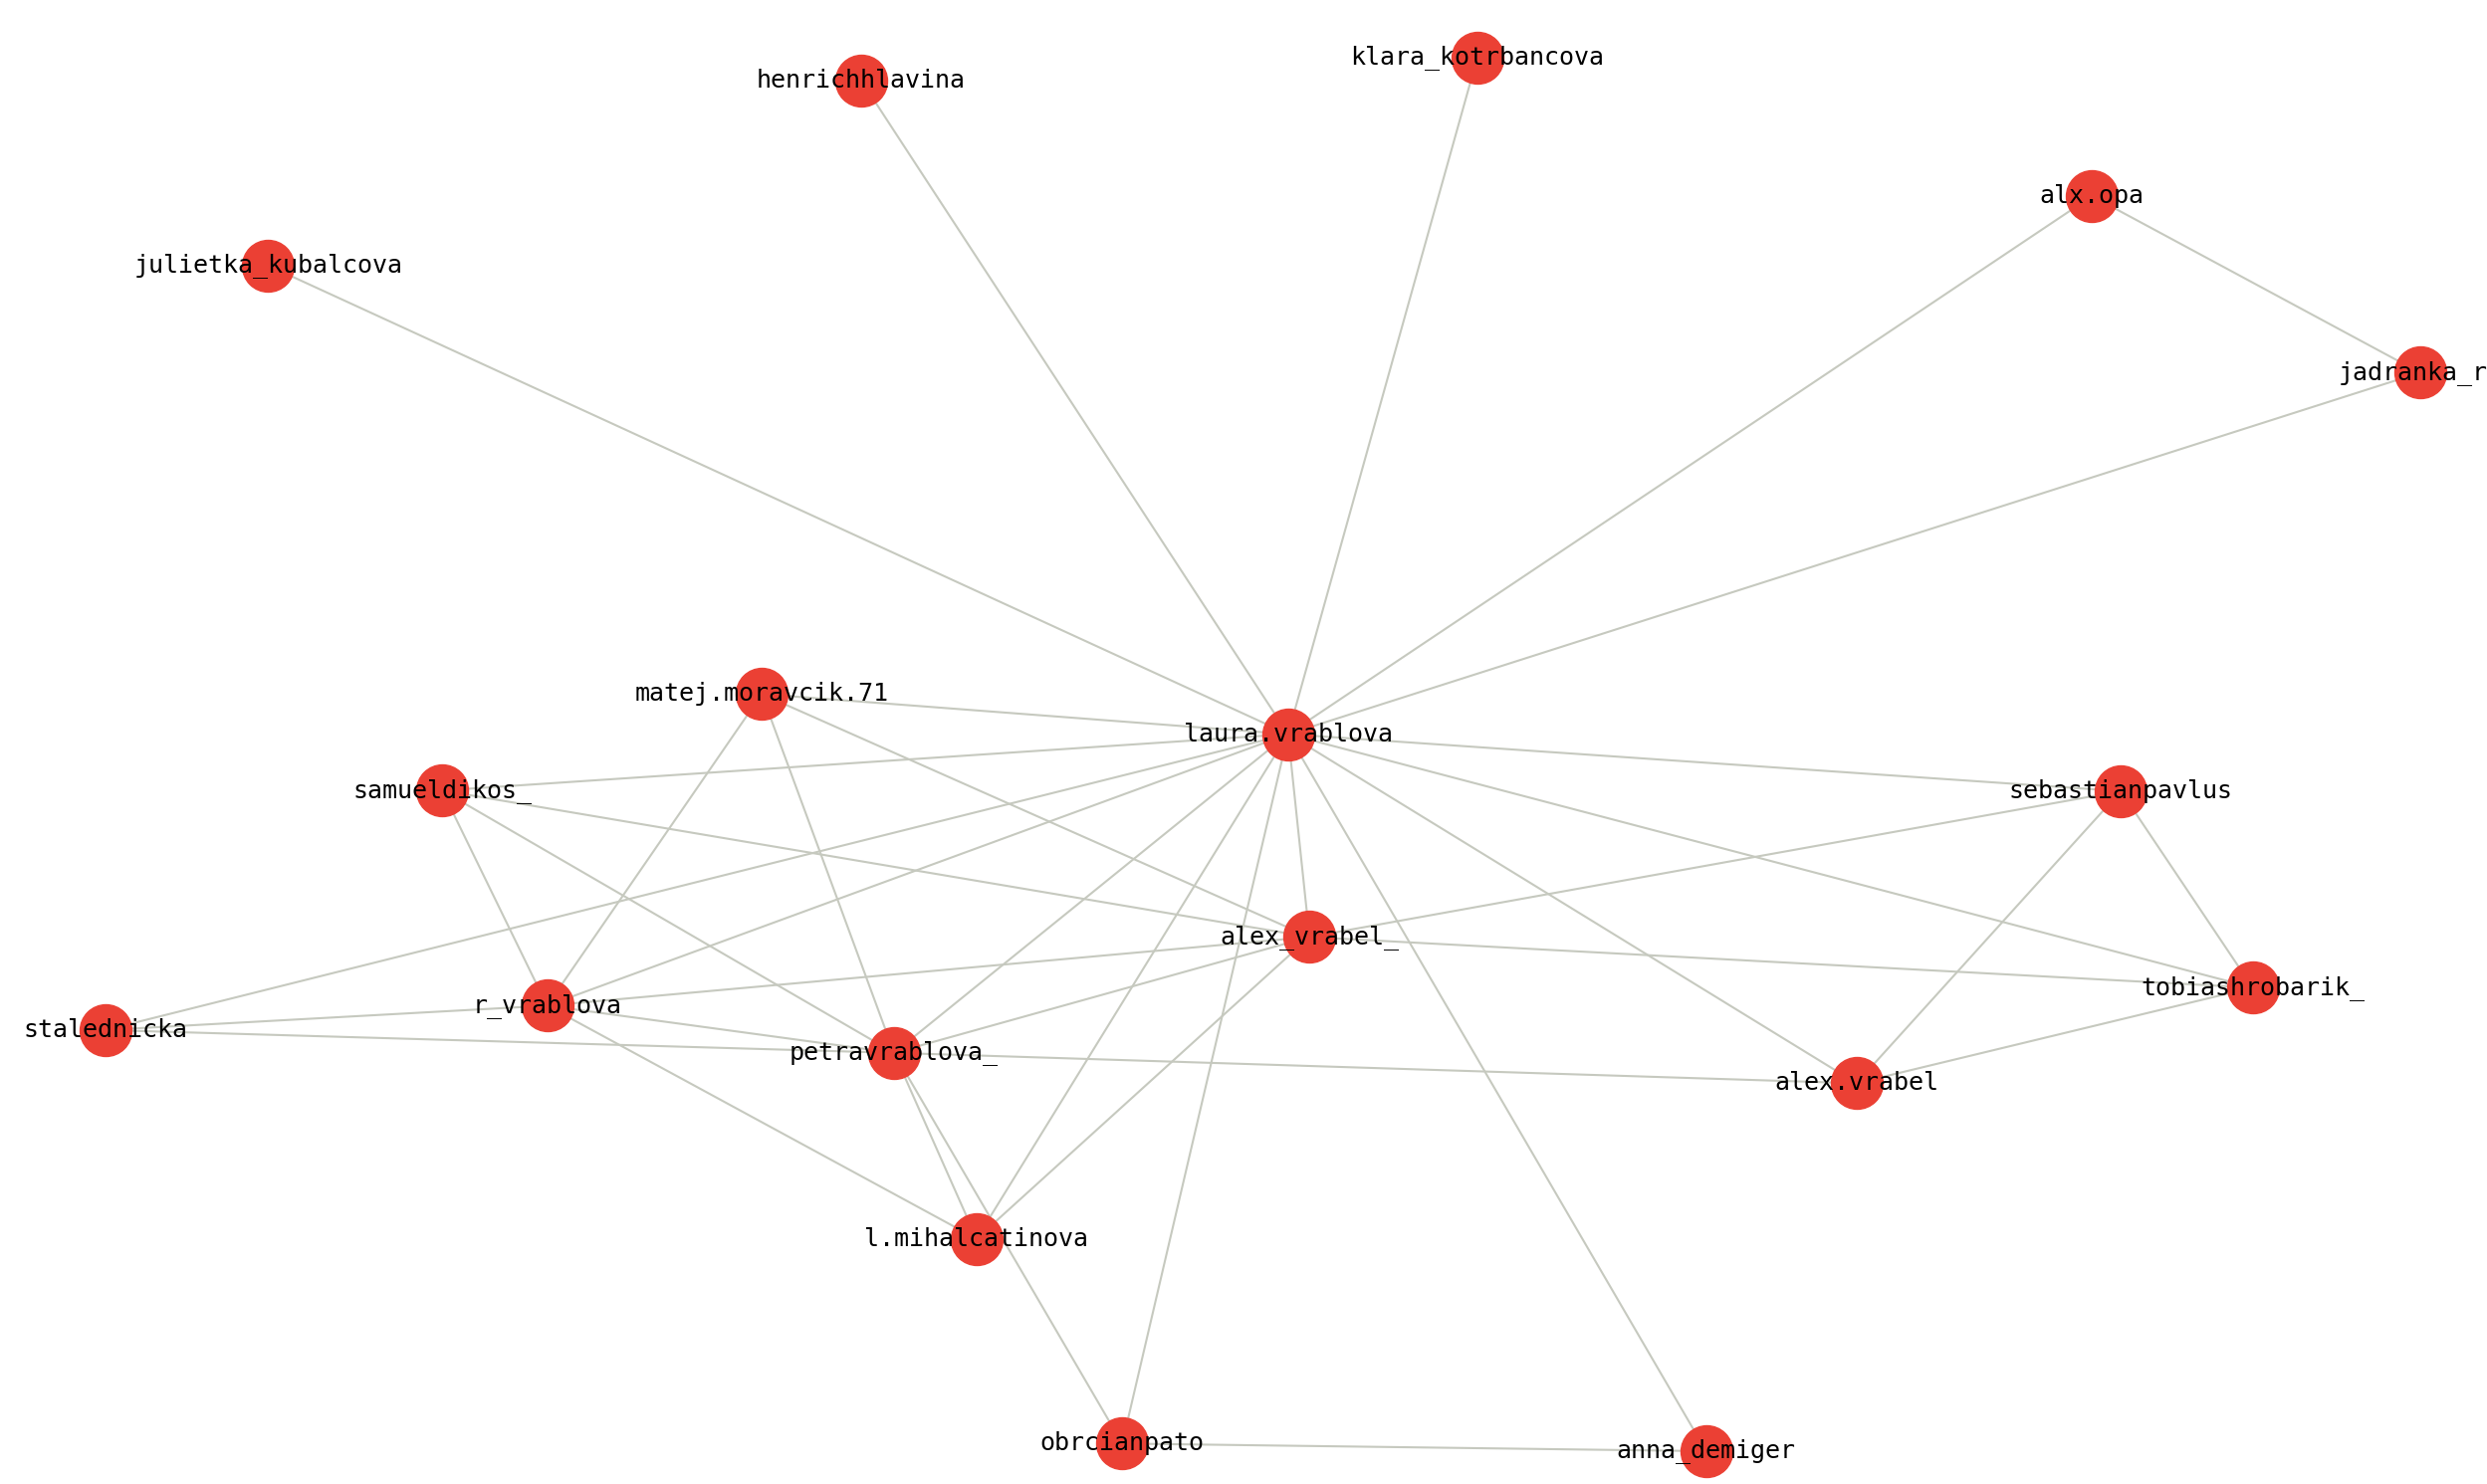 klara_kotrbancova
henrichhlavina
alx.opa
julietka_kubalcova
jadranka_r
matej.moravcik.71
laura.vrablova
samueldikos_
sebastianpavlus
alex_vrabel_
tobiashrobarik_
r_vrablova
stalednicka
petravrablova_
alex.vrabel
l.mihalcatinova
obrcianpato
anna_demiger